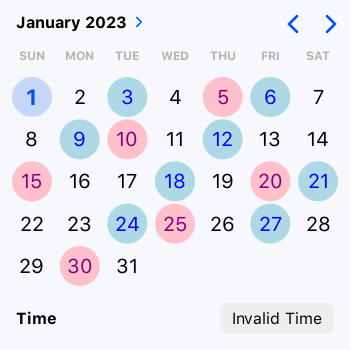 January 2023
SUN MON TUE WED THU FRI SAT
1 2 3 4 5 6 7
8 9 10 11 12 13 14
15 16 17 18 19 20 21
22 23 24 25 26 27 28
29 30 31
Time Invalid Time